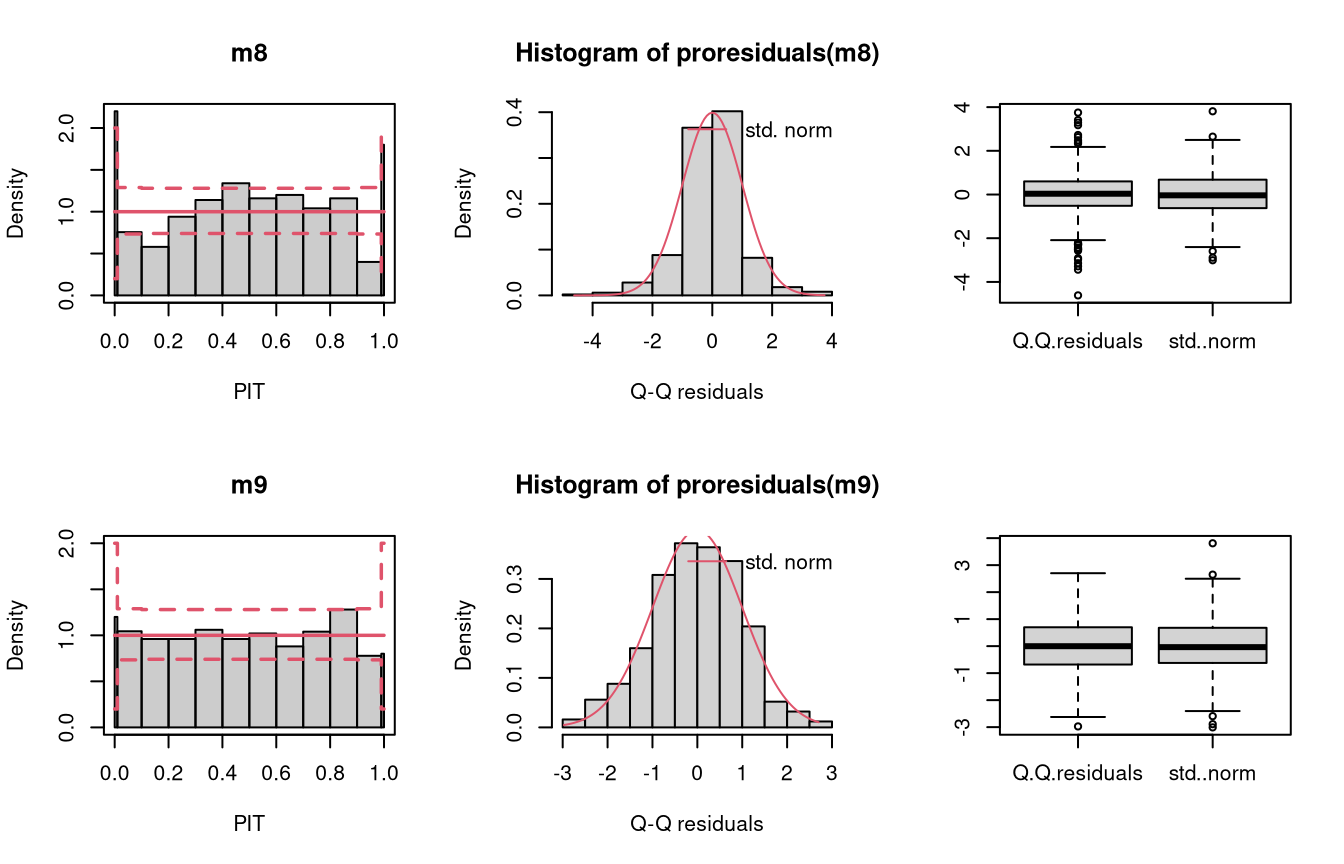 m8
Density
0.0 1.0 2.0
0.0 0.2 0.4 0.6 0.8 1.0
PIT
Histogram of proresiduals(m8)
Density
0.0 0.2 0.4
std. norm
-4 -2 0 2 4
Q-Q residuals
-4 -2 0 2 4
Q.Q.residuals std..norm
m9
Density
0.0 1.0 2.0
0.0 0.2 0.4 0.6 0.8 1.0
PIT
Histogram of proresiduals(m9)
Density
0.0 0.1 0.2 0.3
std. norm
-3 -2 -1 0 1 2 3
Q-Q residuals
-3 -1 1 3
Q.Q.residuals std..norm